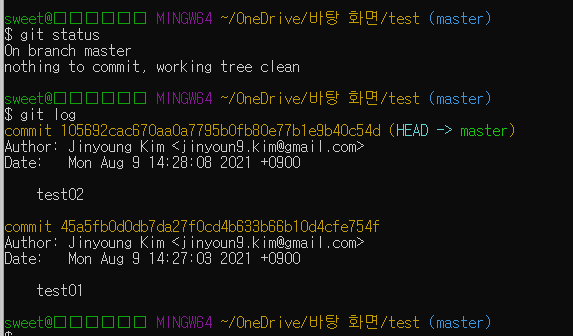 sweet@□□□□□□ MINGW64 ~/OneDrive/바탕 화면/test (master)
$ git status
On branch master
nothing to commit, working tree clean
sweet@□□□□□□ MINGW64 ~/OneDrive/바탕 화면/test (master)
$ git log
commit 105692cac670aa0a7795b0fb80e77b1e9b40c54d (HEAD -> master)
Author: Jinyoung Kim <jinyoun9.kim@gmail.com>
Date:   Mon Aug 9 14:28:08 2021 +0900
    test02
commit 45a5fb0d0db7da27f0cd4b633b66b10d4cfe754f
Author: Jinyoung Kim <jinyoun9.kim@gmail.com>
Date:   Mon Aug 9 14:27:03 2021 +0900
    test01
sweet@□□□□□□ MINGW64 ~/OneDrive/바탕 화면/test (master)